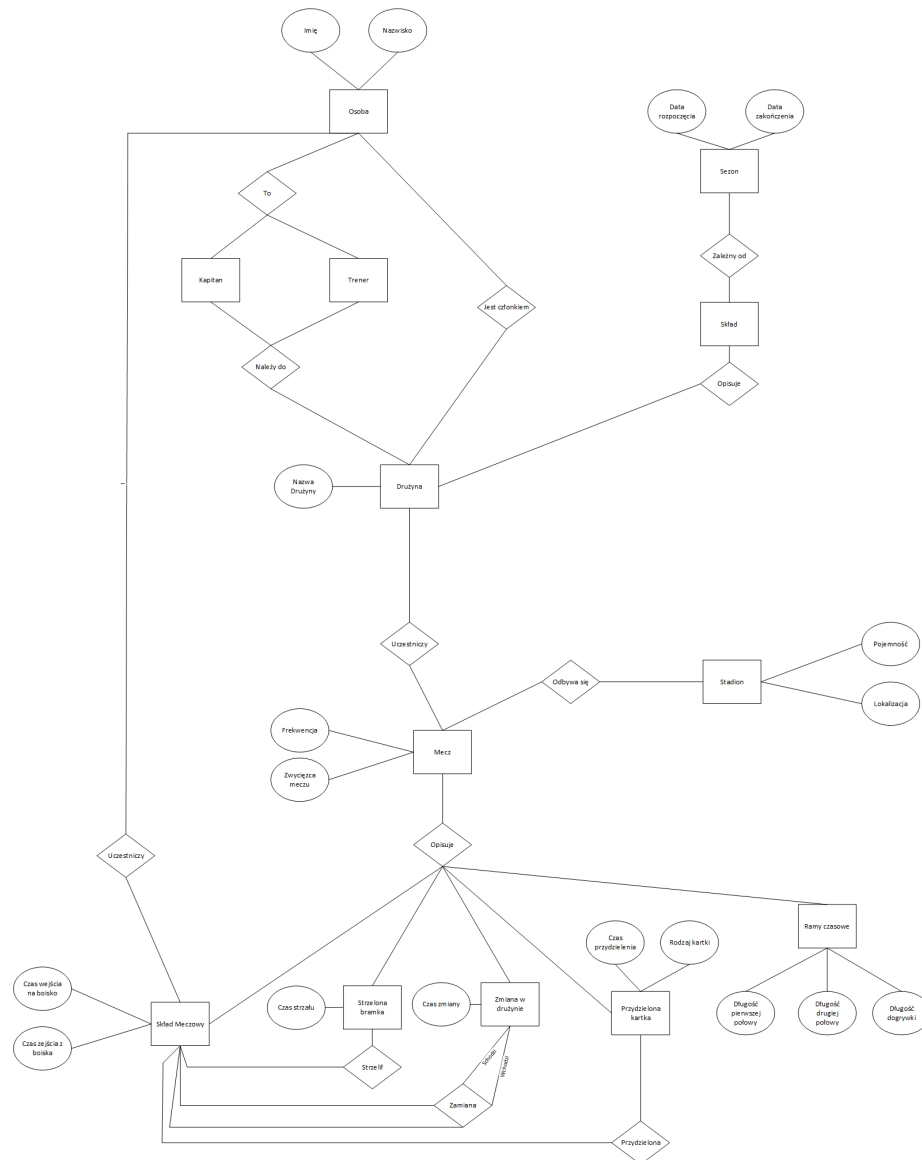 Imię
Nazwisko
Osoba
Data
rozpoczęcia
Data
zakończenia
Sezon
To
Zależny od
Kapitan
Trener
Jest członkiem
Skład
Należy do
Opisuje
Nazwa
Drużyny
Drużyna
Uczestniczy
Pojemność
Odbywa się
Stadion
Lokalizacja
Frekwencja
Mecz
Zwycięzca
meczu
Opisuje
Uczestniczy
Ramy czasowe
Czas
przydzielenia
Rodzaj kartki
Czas wejścia
na boisko
Czas strzału
Strzelona
bramka
Czas zmiany
Zmiana w
drużynie
Przydzielona
kartka
Długość
pierwszej
połowy
Długość
drugiej
połowy
Długość
dogrywki
Skład Meczowy
Czas zejścia z
boiska
Strzelił
Schodzi
Wchodzi
Zamiana
Przydzielona